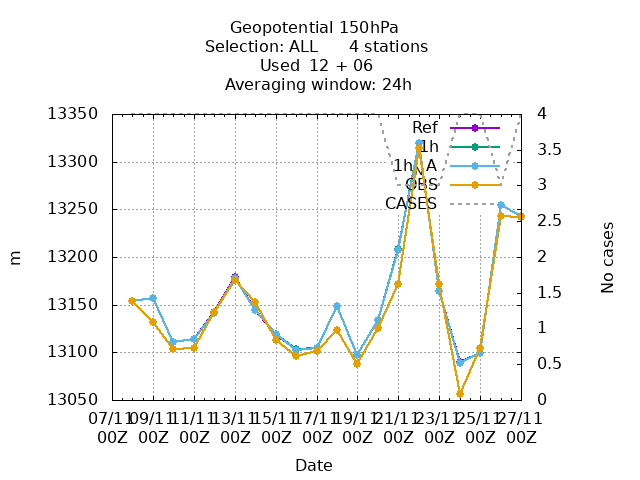 Geopotential 150hPa
Selection: ALL      4 stations
Used  12 + 06
Averaging window: 24h
13350
13300
13250
13200
13150
13100
13050
m
4
3.5
3
2.5
2
1.5
1
0.5
0
No cases
Ref
1h
1h_VA
OBS
CASES
07/11 09/11 11/11 13/11 15/11 17/11 19/11 21/11 23/11 25/11 27/11
00Z 00Z 00Z 00Z 00Z 00Z 00Z 00Z 00Z 00Z 00Z
Date